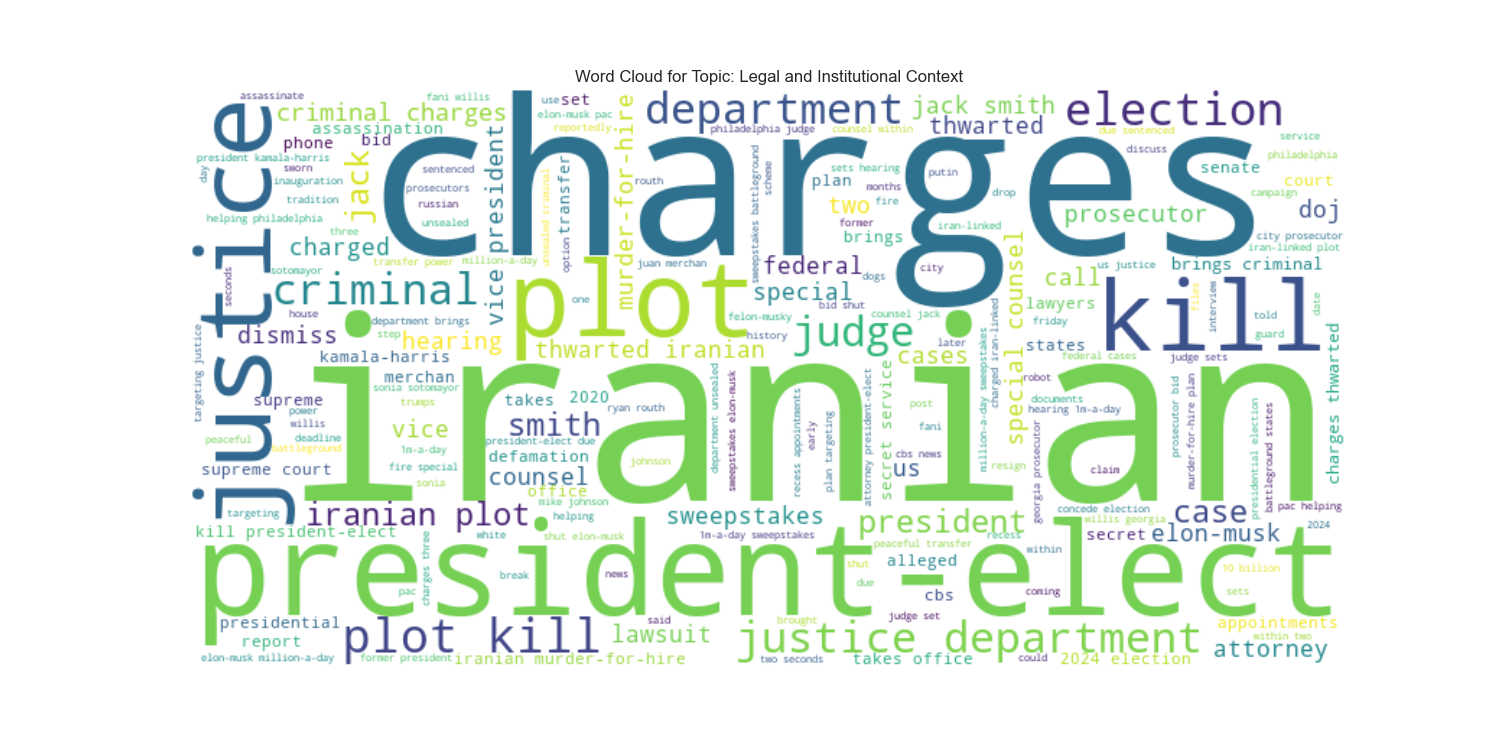 Word Cloud for Topic: Legal and Institutional Context
assassinate
fani willis
use
set
department
jack smith
election
criminal charges
elon-musk pac
assassination
reportedly
philadelphia judge
counsel within
thwarted
due sentenced
service
phone
bid
vice president
murder-for-hire
charges
discuss
senate
philadelphia
president kamala-harris
sworn
jack
sentenced
routh
scheme
sets hearing
putin
plan
months
court
day
inauguration
prosecutors
unsealed criminal
transfer
sweepstakes battleground
drop
campaign
tradition
russian
two
fire
former
iran-linked
prosecutor
doj
helping philadelphia
unsealed
three
option
brings
city prosecutor
charged
iran-linked plot
justice
transfer power
million-a-day
juan merchan
federal
dogs
city
special counsel
us justice
brings criminal
seconds
sotomayor
criminal
plot
one
special
call
kill
files
interview
told
date
house
bid shut
lawyers
felon-musky
counsel jack
friday
guard
department brings
dismiss
step
hearing
history
judge
later
states
targeting justice
kamala-harris
thwarted iranian
cases
federal cases
judge sets
merchan
sonia sotomayor
iranian
charged iran-linked
robot
charges thwarted
supreme
trumps
takes
2020
ryan routh
department unsealed
sweepstakes elon-musk
recess appointments
early
plan targeting
attorney president-elect
secret service
post
million-a-day sweepstakes
documents
hearing 1m-a-day
prosecutor bid
murder-for-hire plan
presidential election
battleground states
power
willis
smith
fani
peaceful
deadline
vice
1m-a-day
president-elect due
battleground
defamation
johnson
cbs news
supreme court
fire special
counsel
us
resign
georgia prosecutor
claim
sonia
office
mike johnson
concede election
pac helping
targeting
iranian plot
helping
sweepstakes
president
willis georgia
case
2024
kill president-elect
white
shut elon-musk
1m-a-day sweepstakes
recess
secret
elon-musk
peaceful transfer
within
president-elect
charges three
alleged
shut
10 billion
break
news
due
pac
cbs
coming
sets
said
brought
judge set
presidential
appointments
report
plot kill
lawsuit
justice department
within two
attorney
elon-musk million-a-day
former president
iranian murder-for-hire
two seconds
takes office
could
2024 election